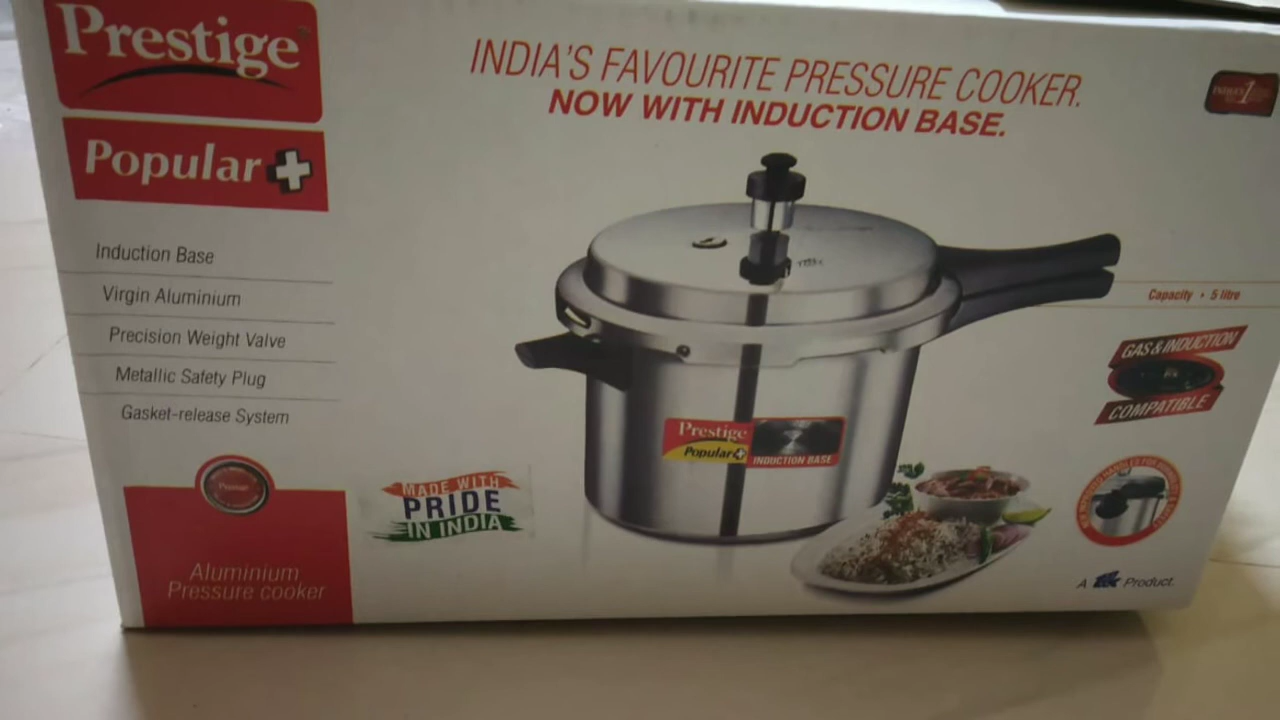 Prestige
Popular+
INDIA'S FAVOURITE PRESSURE COOKER.
NOW WITH INDUCTION BASE.
Induction Base
Virgin Aluminium
Precision Weight Valve
Metallic Safety Plug
Gasket-release System
Capacity • 5 litre
GAS & INDUCTION
COMPATIBLE
Prestige
Popular+
INDUCTION BASE
MADE WITH
PRIDE
IN INDIA
Aluminium
Pressure cooker
A ttk Product.